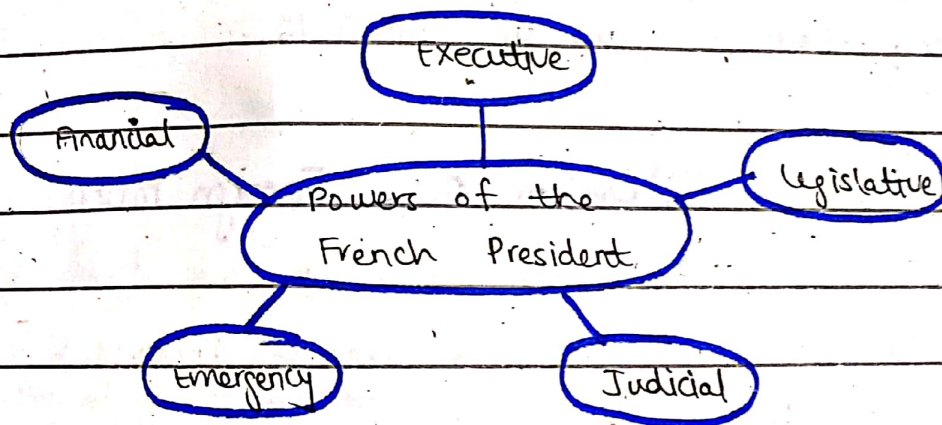 Executive
Financial
Legislative
Powers of the
French President
Emergency
Judicial